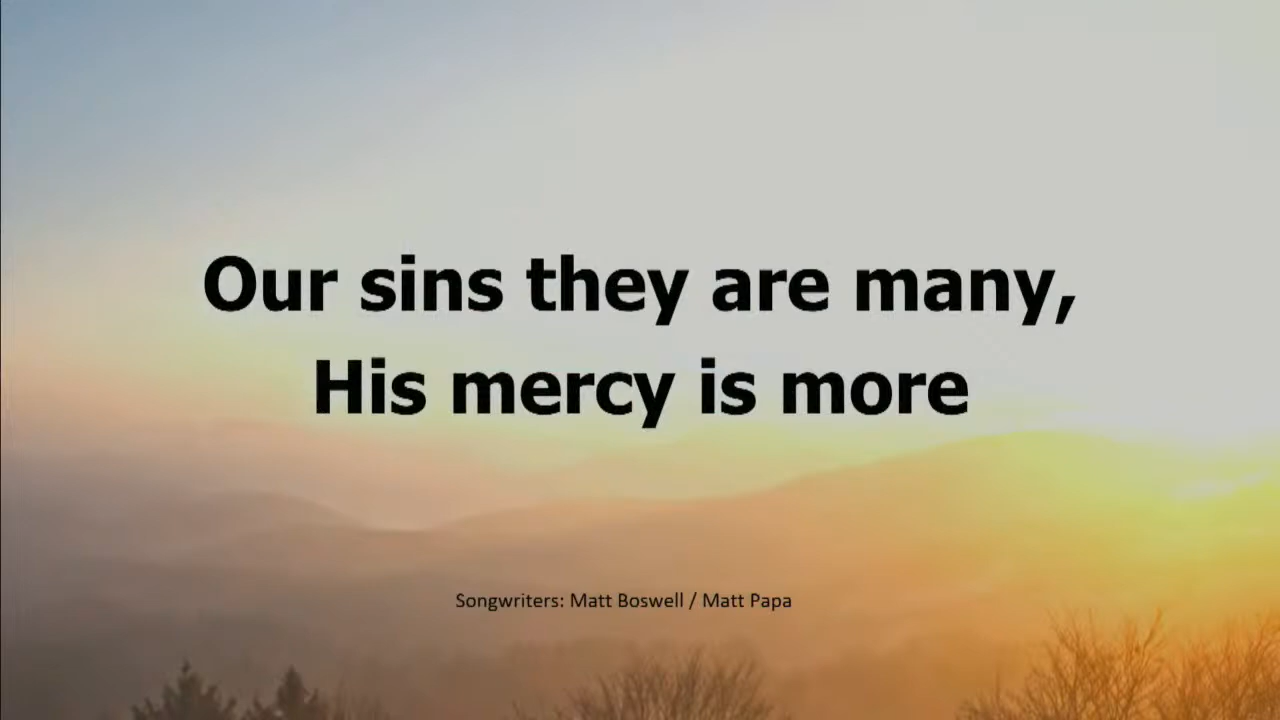 Our sins they are many,
His mercy is more
Songwriters: Matt Boswell / Matt Papa